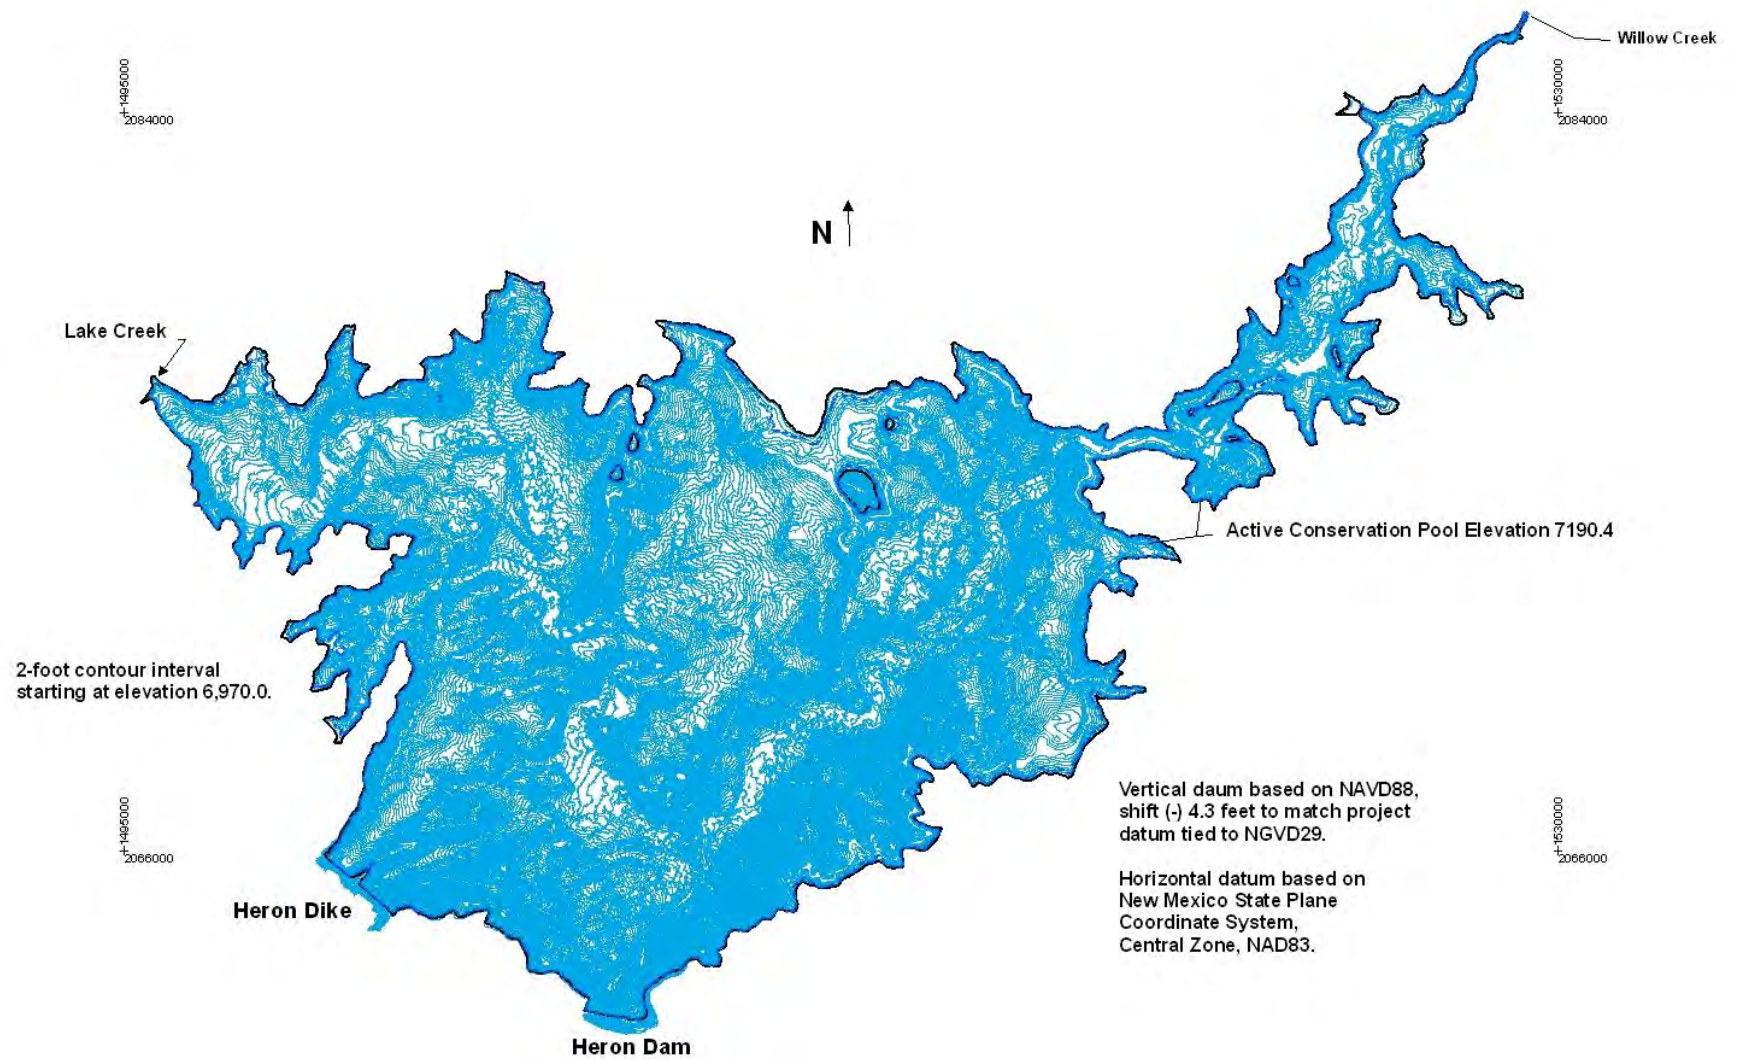 Willow Creek
+1495000
2084000
+1530000
2084000
N
Lake Creek
Active Conservation Pool Elevation 7190.4
2-foot contour interval
starting at elevation 6,970.0.
Vertical daum based on NAVD88,
shift (-) 4.3 feet to match project
datum tied to NGVD29.
+1495000
2066000
+1530000
2066000
Horizontal datum based on
New Mexico State Plane
Coordinate System,
Central Zone, NAD83.
Heron Dike
Heron Dam